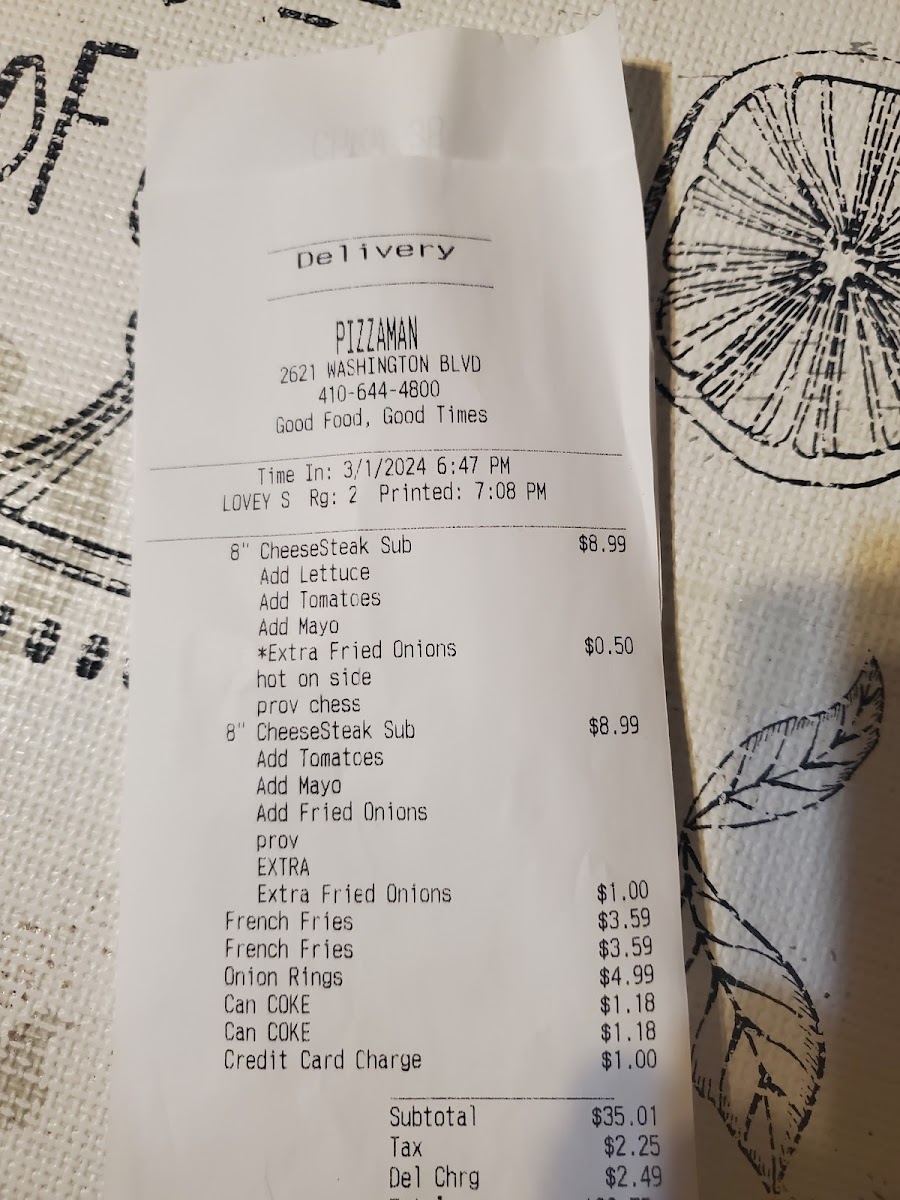 OF
Delivery
PIZZAMAN
2621 WASHINGTON BLVD
410-644-4800
Good Food, Good Times
Time In: 3/1/2024 6:47 PM
LOVEY S Rg: 2 Printed: 7:08 PM
8" CheeseSteak Sub $8.99
Add Lettuce
Add Tomatoes
Add Mayo
*Extra Fried Onions $0.50
hot on side
prov chess
8" CheeseSteak Sub $8.99
Add Tomatoes
Add Mayo
Add Fried Onions
prov
EXTRA
Extra Fried Onions $1.00
French Fries $3.59
French Fries $3.59
Onion Rings $4.99
Can COKE $1.18
Can COKE $1.18
Credit Card Charge $1.00
Subtotal $35.01
Tax $2.25
Del Chrg $2.49